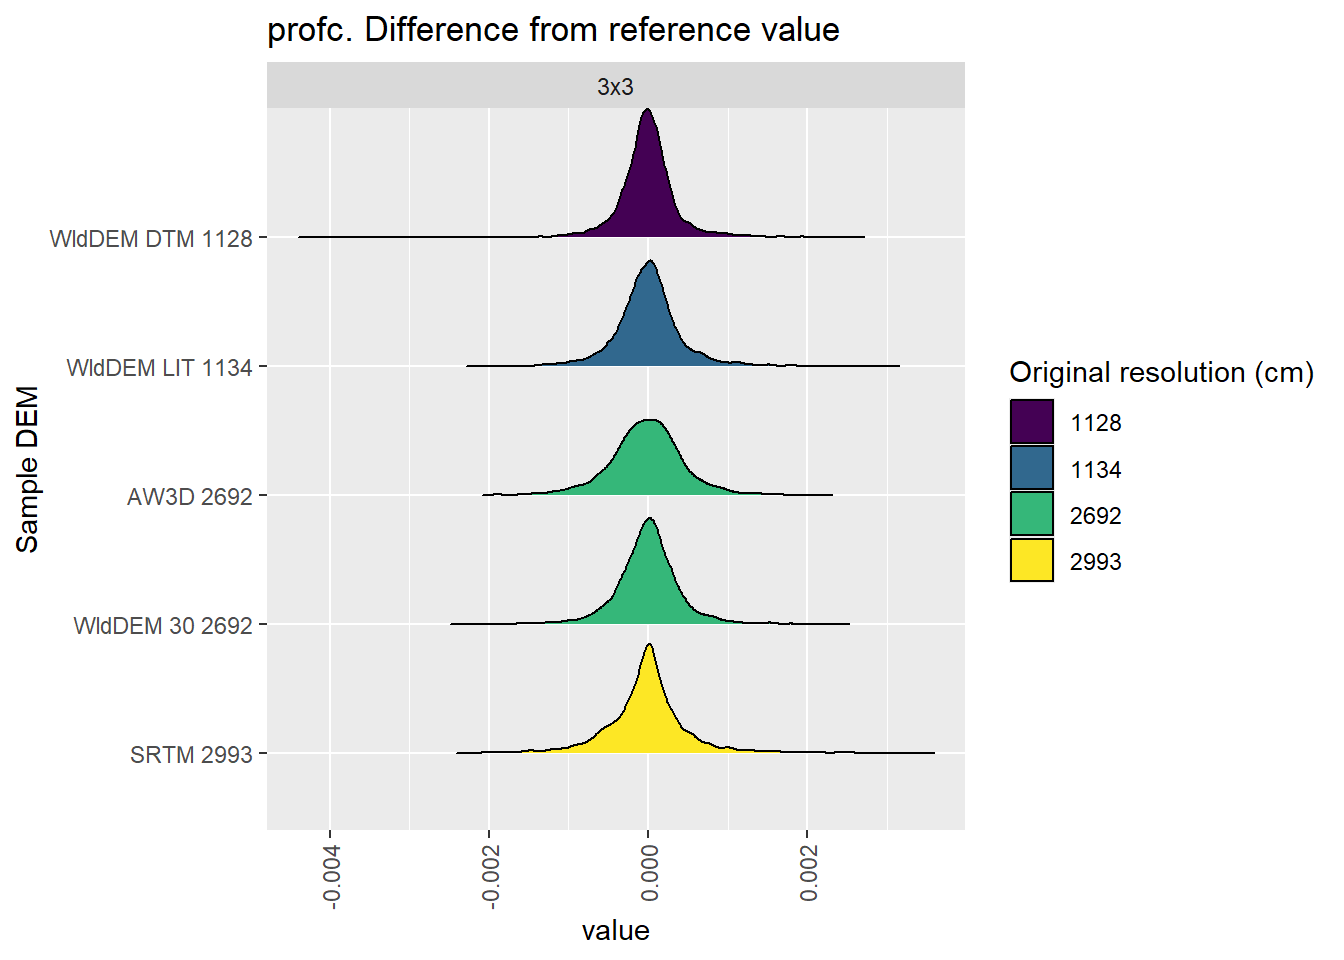 profc. Difference from reference value
3x3
WldDEM DTM 1128
WldDEM LIT 1134
AW3D 2692
WldDEM 30 2692
SRTM 2993
Sample DEM
-0.004
-0.002
0.000
0.002
value
Original resolution (cm)
1128
1134
2692
2993